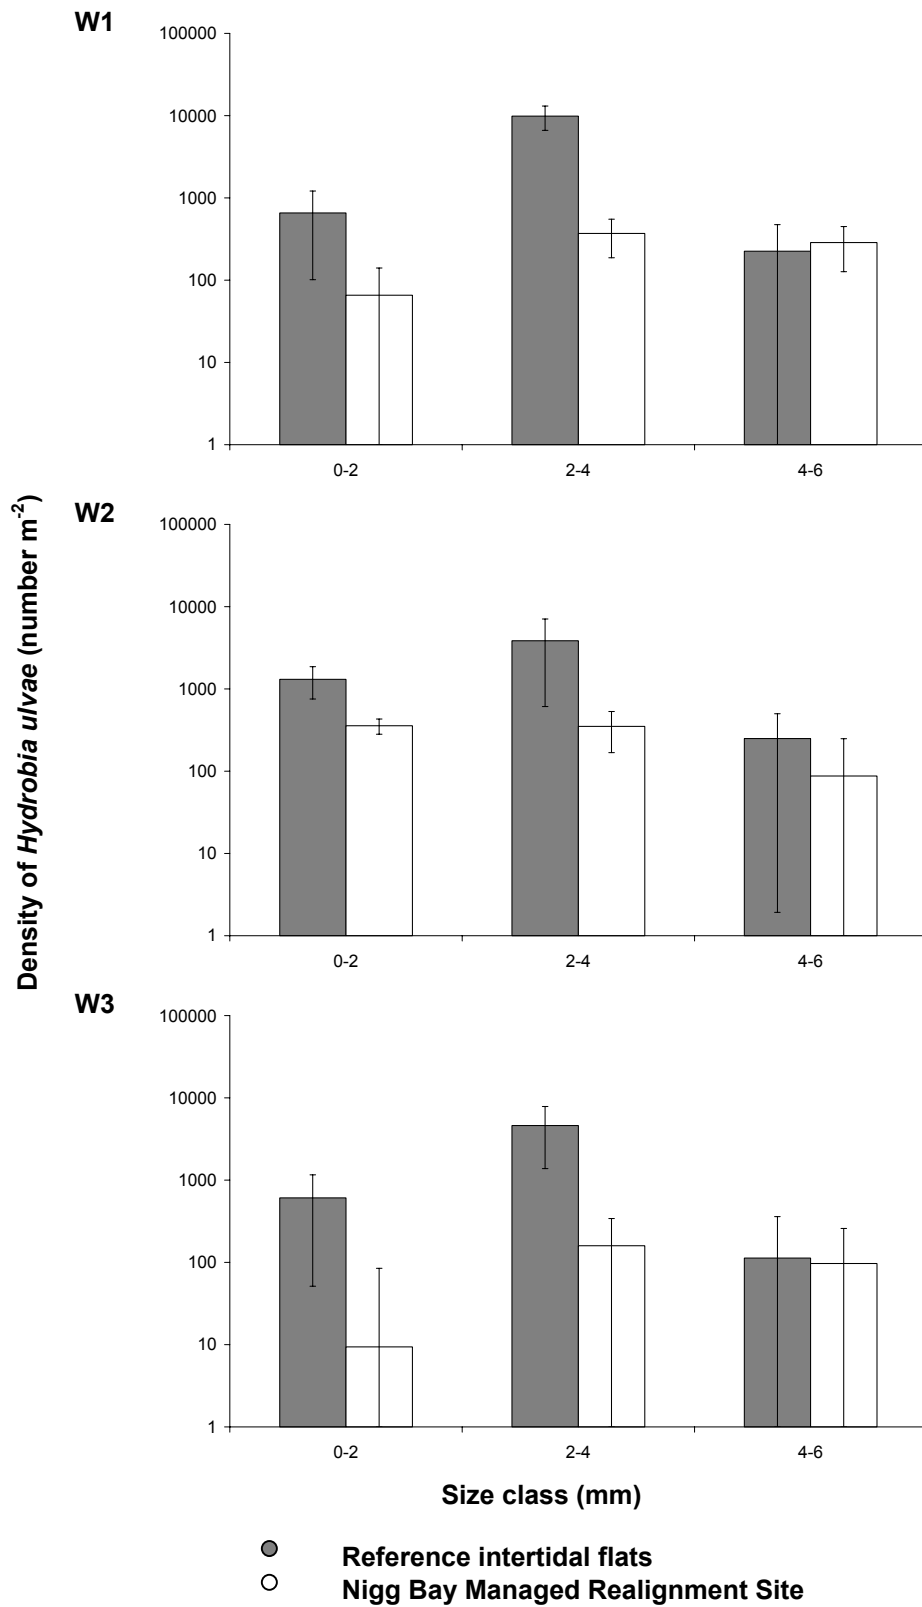 W1
100000
10000
1000
100
10
1
0-2 2-4 4-6
W2
100000
10000
1000
100
10
1
0-2 2-4 4-6
W3
100000
10000
1000
100
10
1
0-2 2-4 4-6
Density of Hydrobia ulvae (number m⁻²)
Size class (mm)
Reference intertidal flats
Nigg Bay Managed Realignment Site